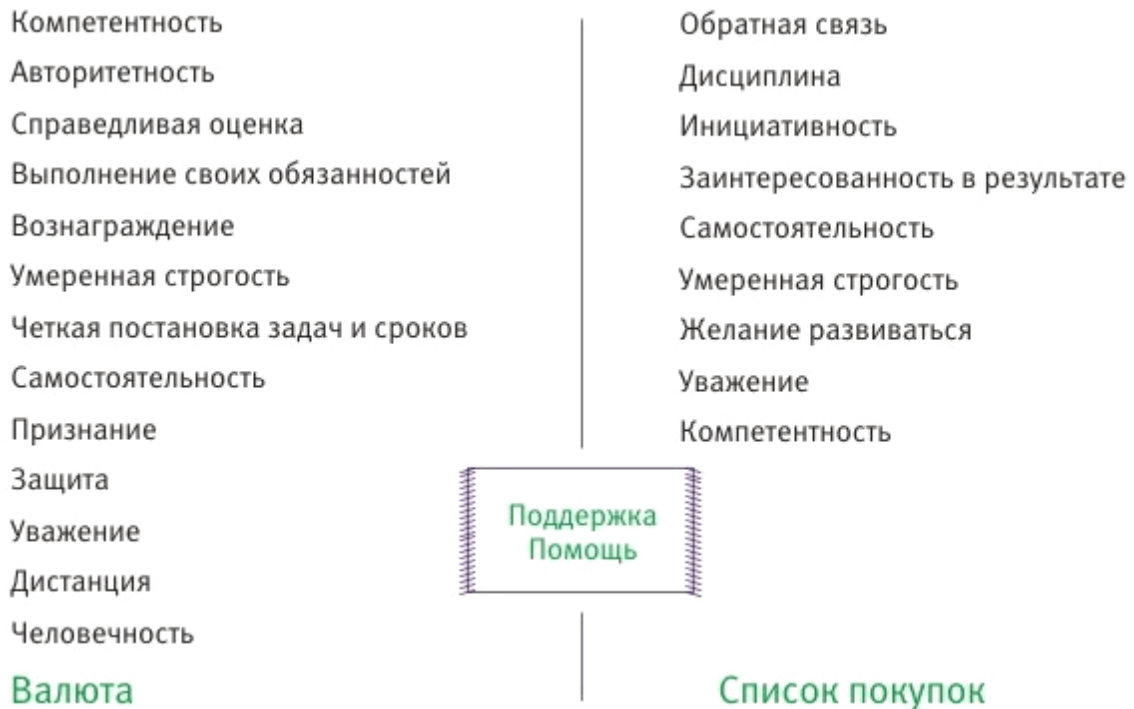 Компетентность
Авторитетность
Справедливая оценка
Выполнение своих обязанностей
Вознаграждение
Умеренная строгость
Четкая постановка задач и сроков
Самостоятельность
Признание
Защита
Уважение
Дистанция
Человечность
Валюта
Поддержка
Помощь
Обратная связь
Дисциплина
Инициативность
Заинтересованность в результате
Самостоятельность
Умеренная строгость
Желание развиваться
Уважение
Компетентность
Список покупок